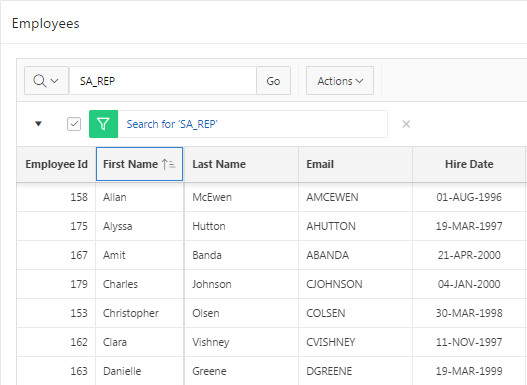 Employees
SA_REP Go Actions
Search for 'SA_REP'
Employee Id First Name Last Name Email Hire Date
158 Allan McEwen AMCEWEN 01-AUG-1996
175 Alyssa Hutton AHUTTON 19-MAR-1997
167 Amit Banda ABANDA 21-APR-2000
179 Charles Johnson CJOHNSON 04-JAN-2000
153 Christopher Olsen COLSEN 30-MAR-1998
162 Clara Vishney CVISHNEY 11-NOV-1997
163 Danielle Greene DGREENE 19-MAR-1999